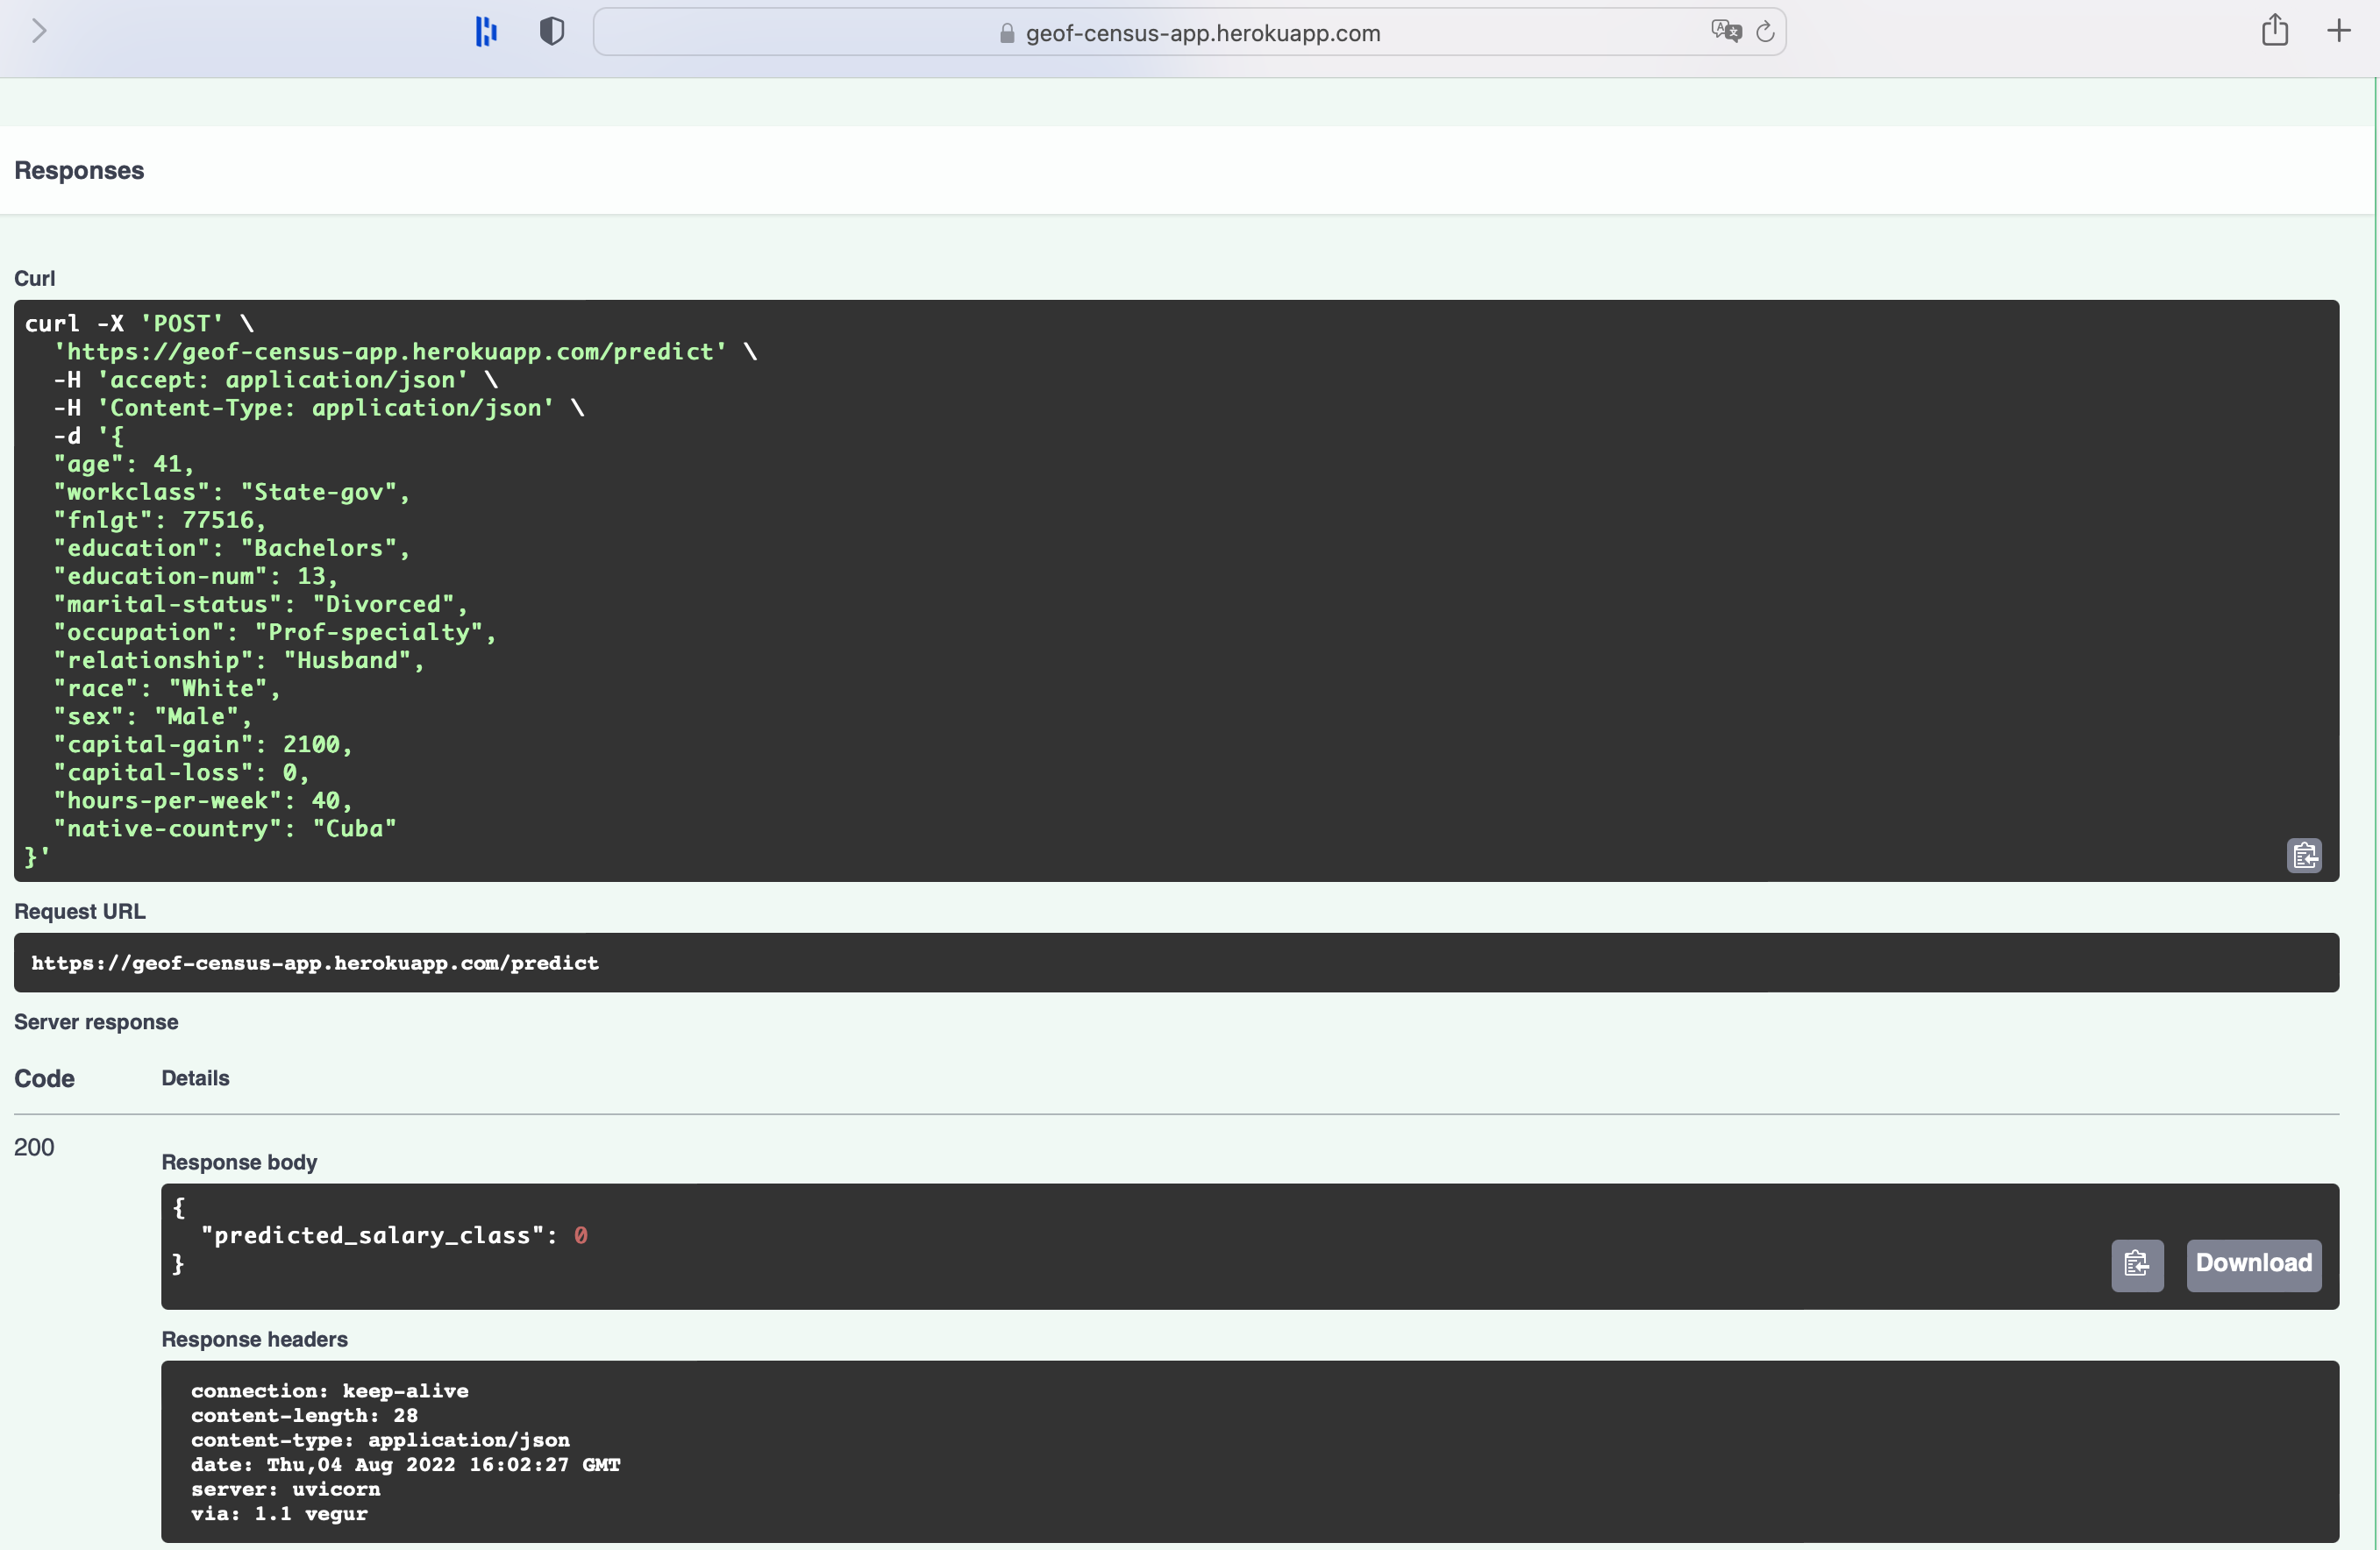 geof-census-app.herokuapp.com
Responses
Curl
curl -X 'POST' \
  'https://geof-census-app.herokuapp.com/predict' \
  -H 'accept: application/json' \
  -H 'Content-Type: application/json' \
  -d '{
  "age": 41,
  "workclass": "State-gov",
  "fnlgt": 77516,
  "education": "Bachelors",
  "education-num": 13,
  "marital-status": "Divorced",
  "occupation": "Prof-specialty",
  "relationship": "Husband",
  "race": "White",
  "sex": "Male",
  "capital-gain": 2100,
  "capital-loss": 0,
  "hours-per-week": 40,
  "native-country": "Cuba"
}'
Request URL
https://geof-census-app.herokuapp.com/predict
Server response
Code Details
200
Response body
{
  "predicted_salary_class": 0
}
Download
Response headers
connection: keep-alive
content-length: 28
content-type: application/json
date: Thu,04 Aug 2022 16:02:27 GMT
server: uvicorn
via: 1.1 vegur